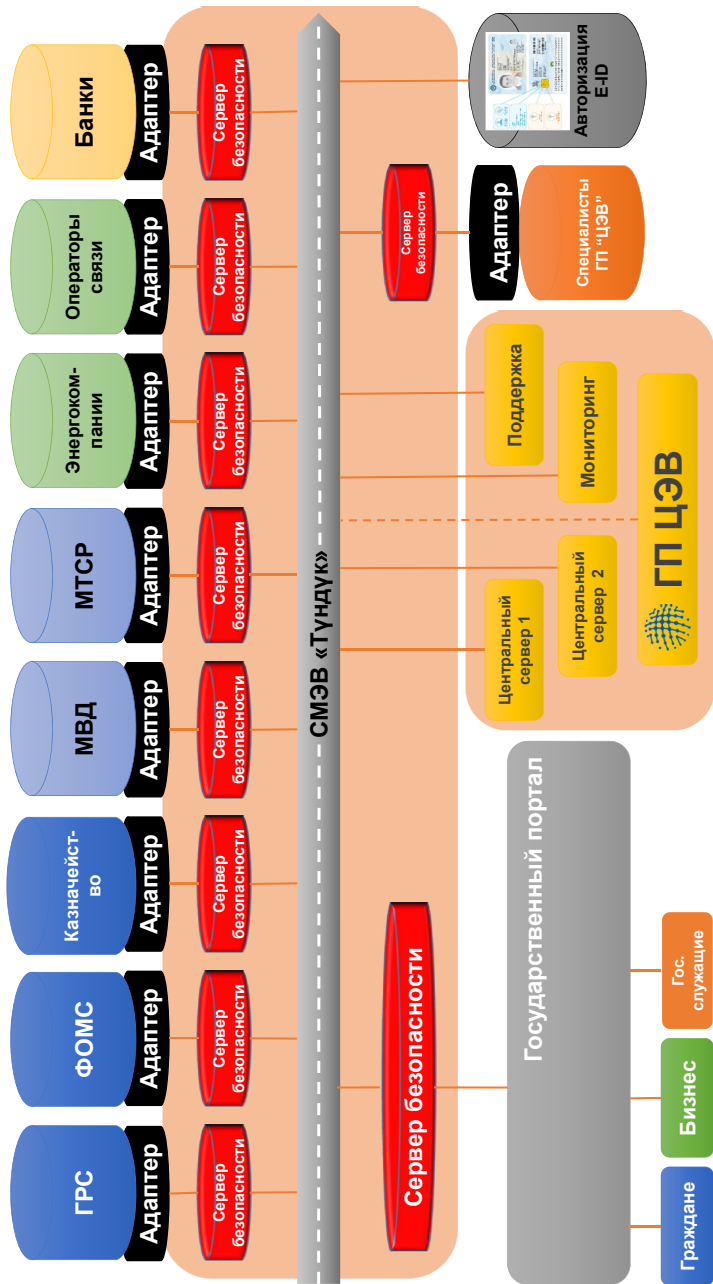 ГРС
ФОМС
Казначейст-
во
МВД
МТСР
Энергоком-
пании
Операторы
связи
Банки
Адаптер
Адаптер
Адаптер
Адаптер
Адаптер
Адаптер
Адаптер
Адаптер
Сервер
безопасности
Сервер
безопасности
Сервер
безопасности
Сервер
безопасности
Сервер
безопасности
Сервер
безопасности
Сервер
безопасности
Сервер
безопасности
СМЭВ «Түндүк»
Сервер безопасности
Сервер
безопасности
Государственный портал
Граждане
Бизнес
Гос.
служащие
Центральный
сервер 1
Центральный
сервер 2
Мониторинг
Поддержка
ГП ЦЭВ
Адаптер
Специалисты
ГП “ЦЭВ”
Авторизация
E-ID